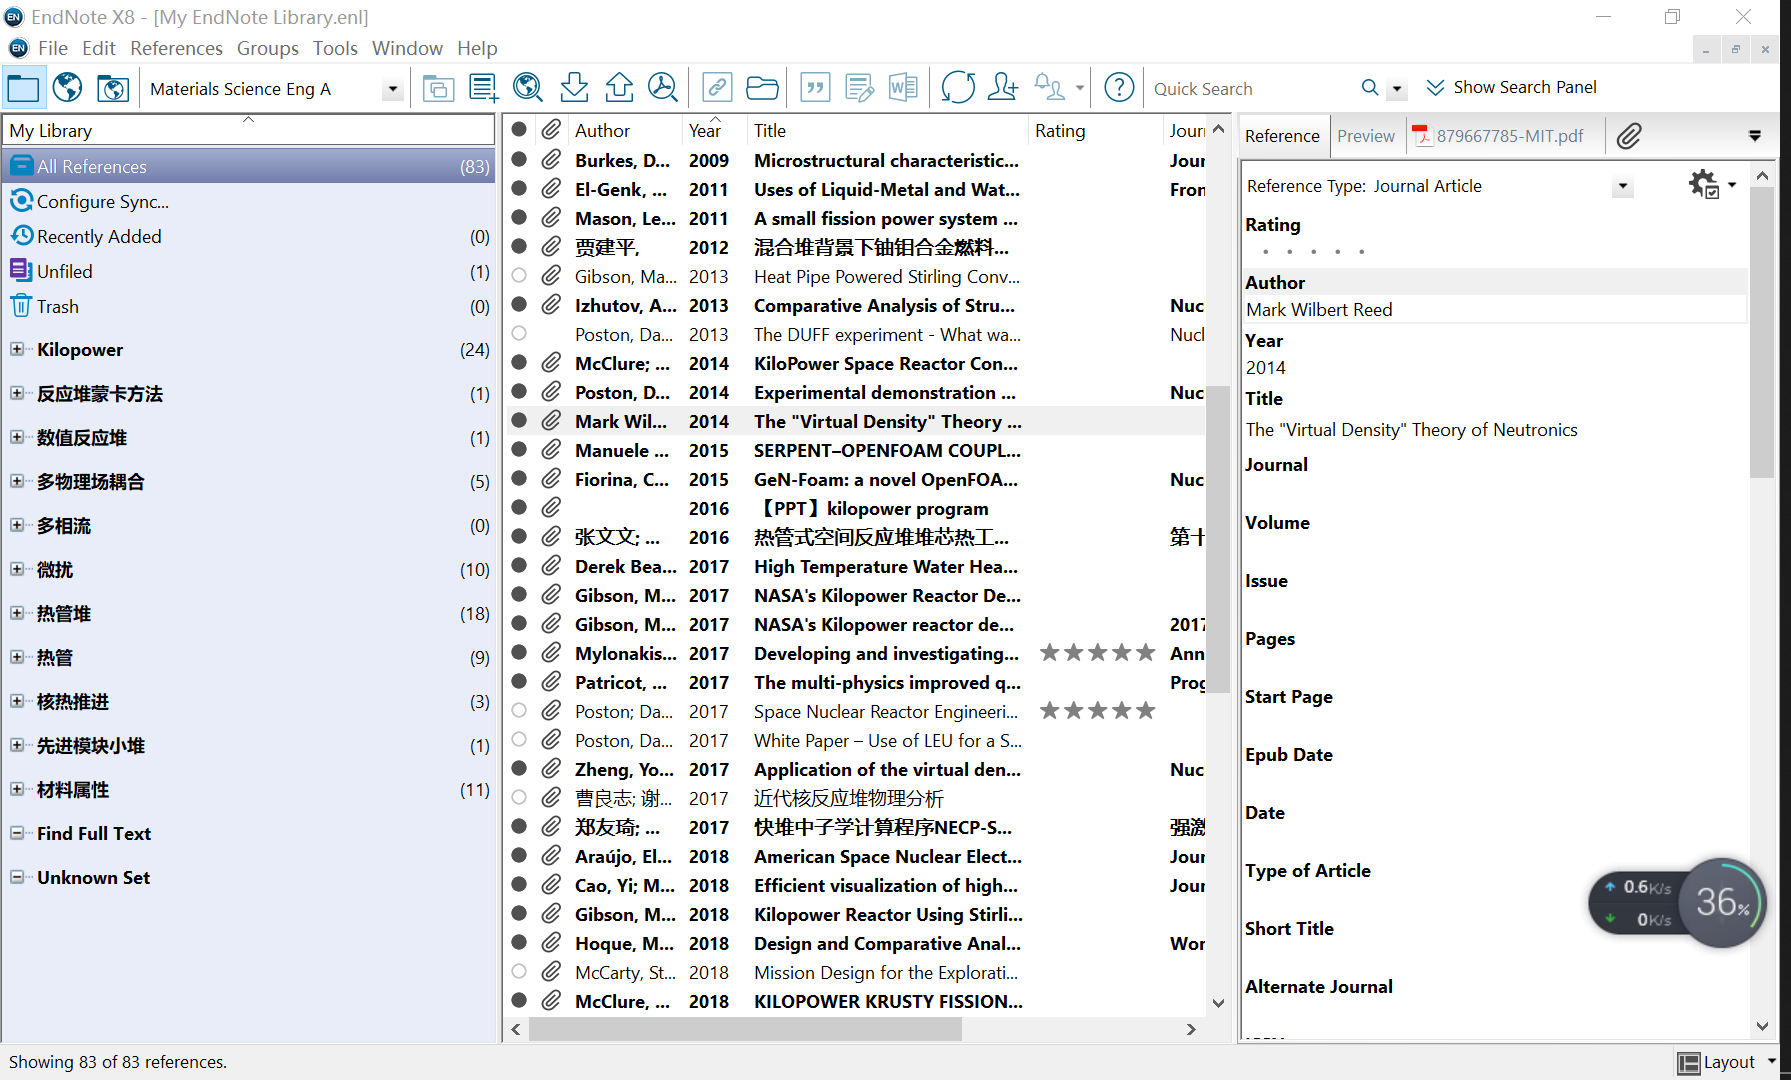 EndNote X8 - [My EndNote Library.enl]
File Edit References Groups Tools Window Help
Materials Science Eng A
Quick Search
Show Search Panel
My Library
All References (83)
Configure Sync...
Recently Added (0)
Unfiled (1)
Trash (0)
Kilopower (24)
反应堆蒙卡方法 (1)
数值反应堆 (1)
多物理场耦合 (5)
多相流 (0)
微扰 (10)
热管堆 (18)
热管 (9)
核热推进 (3)
先进模块小堆 (1)
材料属性 (11)
Find Full Text
Unknown Set
Author Year Title Rating Jour
Burkes, D... 2009 Microstructural characteristic... Jour
El-Genk, ... 2011 Uses of Liquid-Metal and Wat... Fron
Mason, Le... 2011 A small fission power system ...
贾建平, 2012 混合堆背景下铀钼合金燃料...
Gibson, Ma... 2013 Heat Pipe Powered Stirling Conv...
Izhutov, A... 2013 Comparative Analysis of Stru... Nuc
Poston, Da... 2013 The DUFF experiment - What wa... Nucl
McClure; ... 2014 KiloPower Space Reactor Con...
Poston, D... 2014 Experimental demonstration ... Nuc
Mark Wil... 2014 The "Virtual Density" Theory ...
Manuele ... 2015 SERPENT–OPENFOAM COUPL...
Fiorina, C... 2015 GeN-Foam: a novel OpenFOA... Nuc
2016 【PPT】kilopower program
张文文; ... 2016 热管式空间反应堆堆芯热工... 第十
Derek Bea... 2017 High Temperature Water Hea...
Gibson, M... 2017 NASA's Kilopower Reactor De...
Gibson, M... 2017 NASA's Kilopower reactor de... 2017
Mylonakis... 2017 Developing and investigating... ★★★★★ Ann
Patricot, ... 2017 The multi-physics improved q... Prog
Poston; Da... 2017 Space Nuclear Reactor Engineeri... ★★★★★
Poston, Da... 2017 White Paper – Use of LEU for a S...
Zheng, Yo... 2017 Application of the virtual den... Nuc
曹良志; 谢... 2017 近代核反应堆物理分析
郑友琦; ... 2017 快堆中子学计算程序NECP-S... 强激
Araújo, El... 2018 American Space Nuclear Elect... Jour
Cao, Yi; M... 2018 Efficient visualization of high... Jour
Gibson, M... 2018 Kilopower Reactor Using Stirli...
Hoque, M... 2018 Design and Comparative Anal... Wor
McCarty, St... 2018 Mission Design for the Explorati...
McClure, ... 2018 KILOPOWER KRUSTY FISSION...
Reference Preview 879667785-MIT.pdf
Reference Type: Journal Article
Rating
Author
Mark Wilbert Reed
Year
2014
Title
The "Virtual Density" Theory of Neutronics
Journal
Volume
Issue
Pages
Start Page
Epub Date
Date
Type of Article
Short Title
Alternate Journal
0.6K/s
0K/s
36%
Showing 83 of 83 references.
Layout